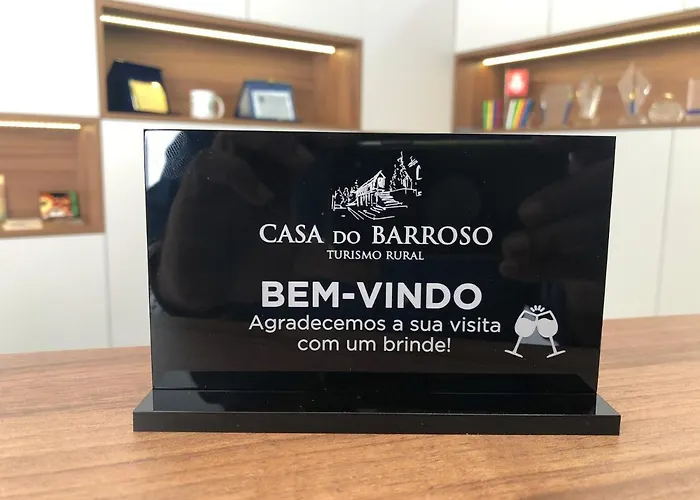 CASA DO BARROSO
TURISMO RURAL
BEM-VINDO
Agradecemos a sua visita
com um brinde!